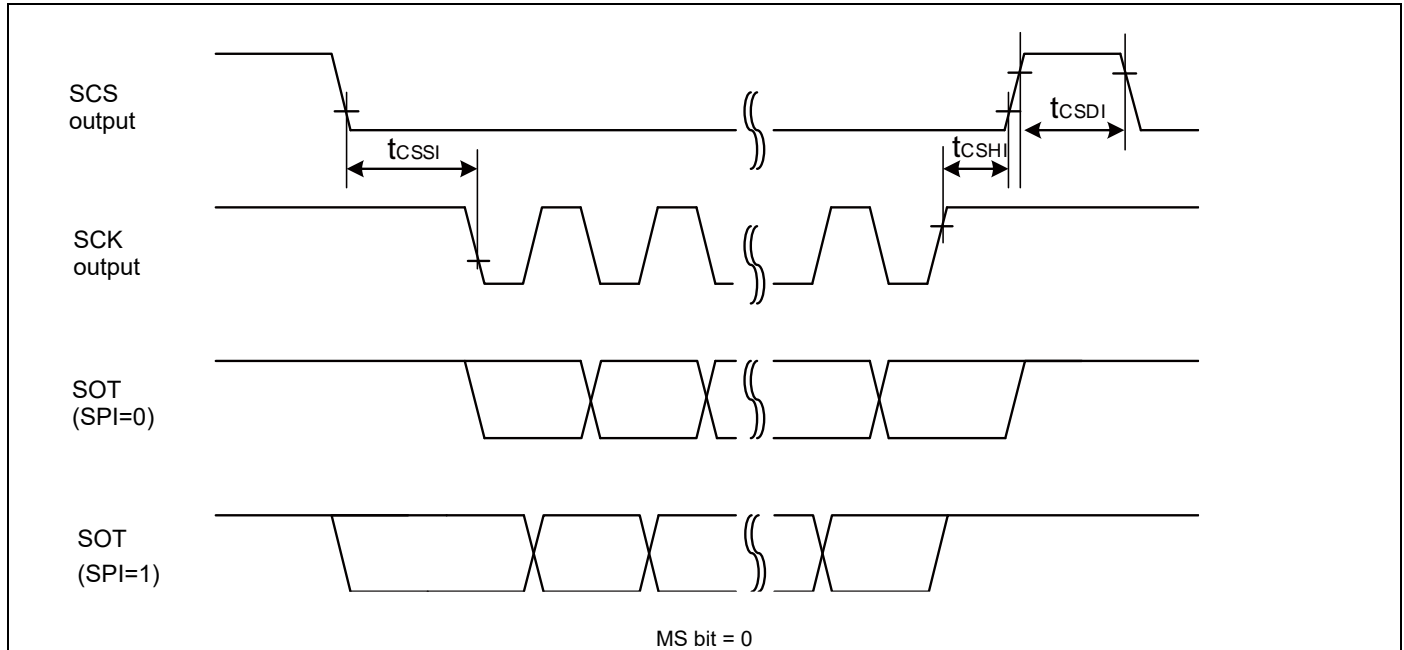 SCS
output
tCSDI
tCSSI
tCSHI
SCK
output
SOT
(SPI=0)
SOT
(SPI=1)
MS bit = 0